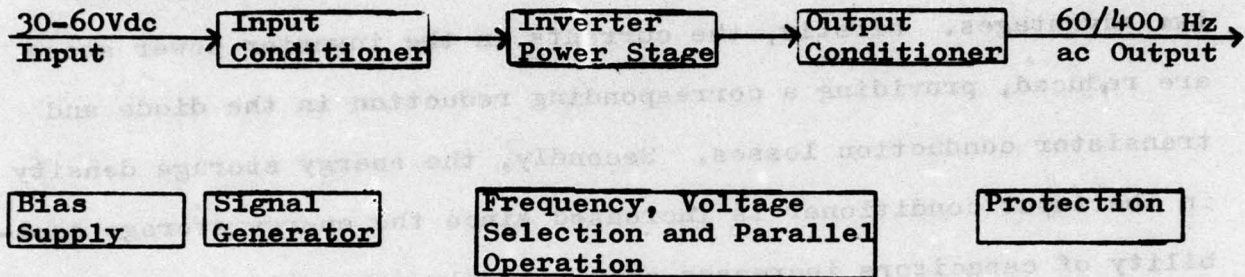 30-60Vdc
Input
Input
Conditioner
Inverter
Power Stage
Output
Conditioner
60/400 Hz
ac Output
Bias
Supply
Signal
Generator
Frequency, Voltage
Selection and Parallel
Operation
Protection